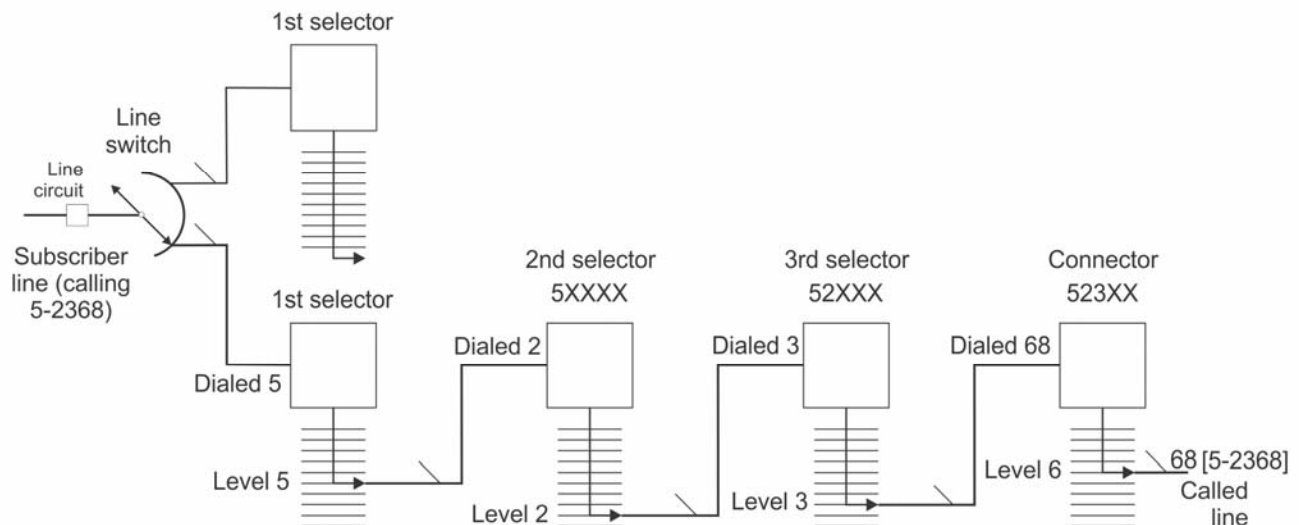 1st selector
Line
switch
Line
circuit
Subscriber
line (calling
5-2368)
1st selector
Dialed 5
Level 5
2nd selector
5XXXX
Dialed 2
Level 2
3rd selector
52XXX
Dialed 3
Level 3
Connector
523XX
Dialed 68
Level 6
68 [5-2368]
Called
line